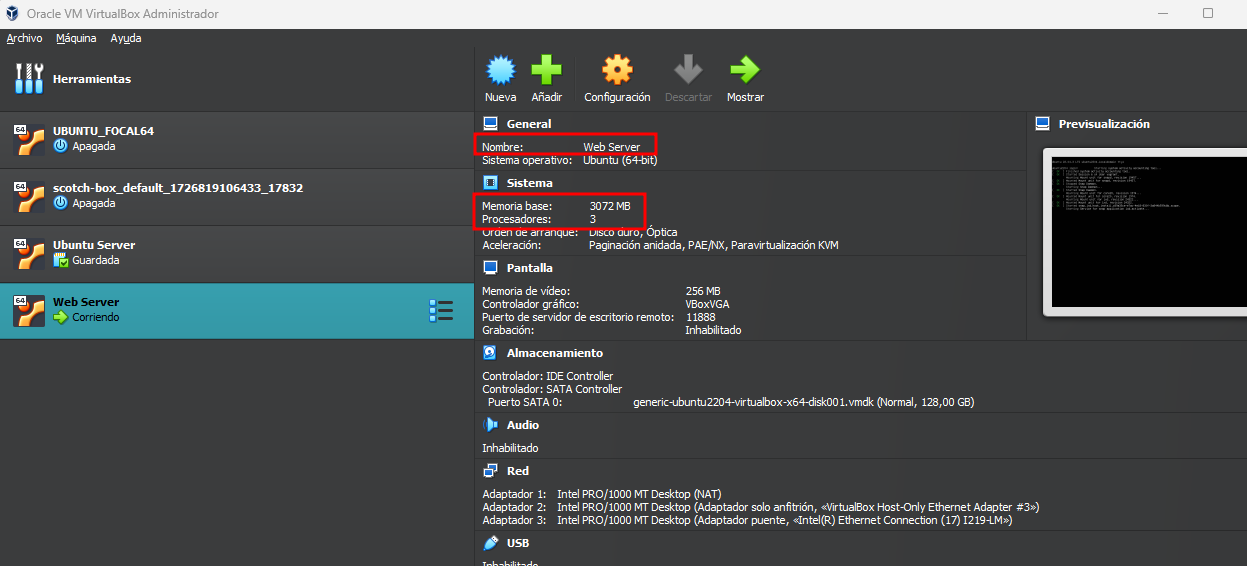 Oracle VM VirtualBox Administrador
Archivo Máquina Ayuda
Herramientas
Nueva Añadir Configuración Descartar Mostrar
64 UBUNTU_FOCAL64
Apagada
64 scotch-box_default_1726819106433_17832
Apagada
64 Ubuntu Server
Guardada
64 Web Server
Corriendo
General
Nombre: Web Server
Sistema operativo: Ubuntu (64-bit)
Sistema
Memoria base: 3072 MB
Procesadores: 3
Orden de arranque: Disco duro, Óptica
Aceleración: Paginación anidada, PAE/NX, Paravirtualización KVM
Pantalla
Memoria de vídeo: 256 MB
Controlador gráfico: VBoxVGA
Puerto de servidor de escritorio remoto: 11888
Grabación: Inhabilitado
Almacenamiento
Controlador: IDE Controller
Controlador: SATA Controller
Puerto SATA 0: generic-ubuntu2204-virtualbox-x64-disk001.vmdk (Normal, 128,00 GB)
Audio
Inhabilitado
Red
Adaptador 1: Intel PRO/1000 MT Desktop (NAT)
Adaptador 2: Intel PRO/1000 MT Desktop (Adaptador solo anfitrión, «VirtualBox Host-Only Ethernet Adapter #3»)
Adaptador 3: Intel PRO/1000 MT Desktop (Adaptador puente, «Intel(R) Ethernet Connection (17) I219-LM»)
USB
Inhabilitado
Previsualización